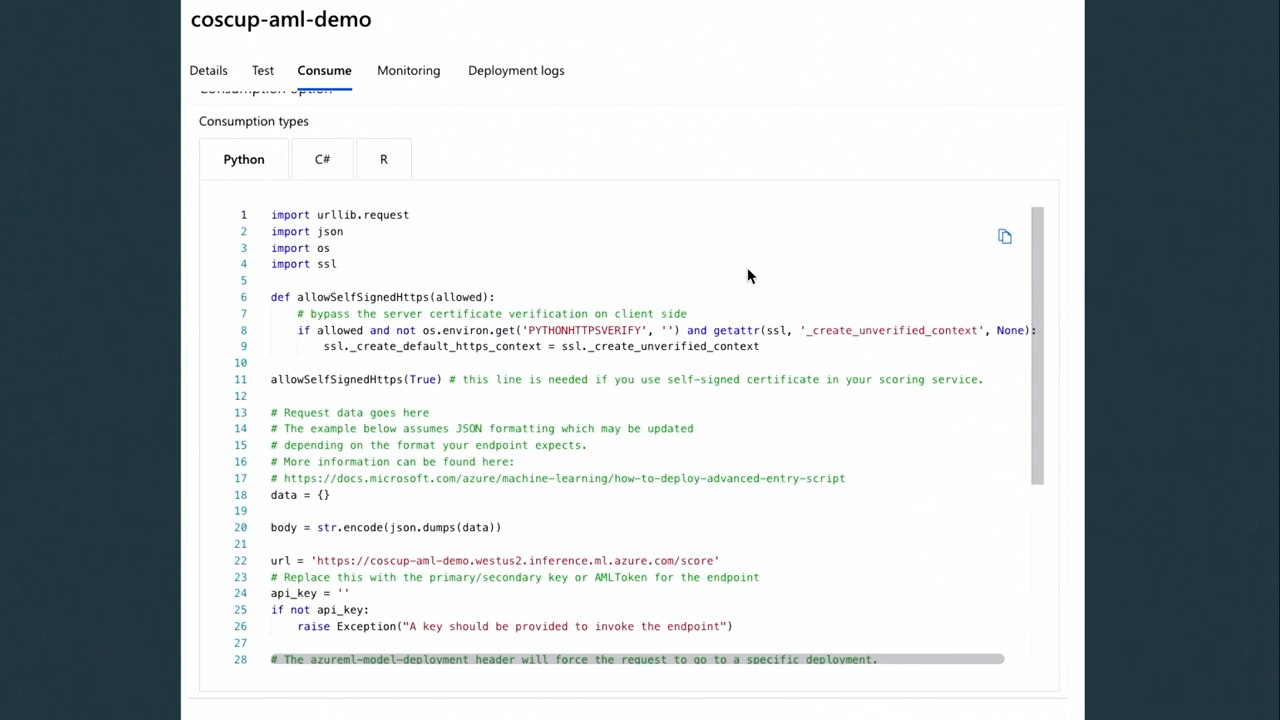 coscup-aml-demo
Details Test Consume Monitoring Deployment logs
Consumption option
Consumption types
Python C# R
1 import urllib.request
2 import json
3 import os
4 import ssl
5
6 def allowSelfSignedHttps(allowed):
7 # bypass the server certificate verification on client side
8 if allowed and not os.environ.get('PYTHONHTTPSVERIFY', '') and getattr(ssl, '_create_unverified_context', None):
9 ssl._create_default_https_context = ssl._create_unverified_context
10
11 allowSelfSignedHttps(True) # this line is needed if you use self-signed certificate in your scoring service.
12
13 # Request data goes here
14 # The example below assumes JSON formatting which may be updated
15 # depending on the format your endpoint expects.
16 # More information can be found here:
17 # https://docs.microsoft.com/azure/machine-learning/how-to-deploy-advanced-entry-script
18 data = {}
19
20 body = str.encode(json.dumps(data))
21
22 url = 'https://coscup-aml-demo.westus2.inference.ml.azure.com/score'
23 # Replace this with the primary/secondary key or AMLToken for the endpoint
24 api_key = ''
25 if not api_key:
26 raise Exception("A key should be provided to invoke the endpoint")
27
28 # The azureml-model-deployment header will force the request to go to a specific deployment.